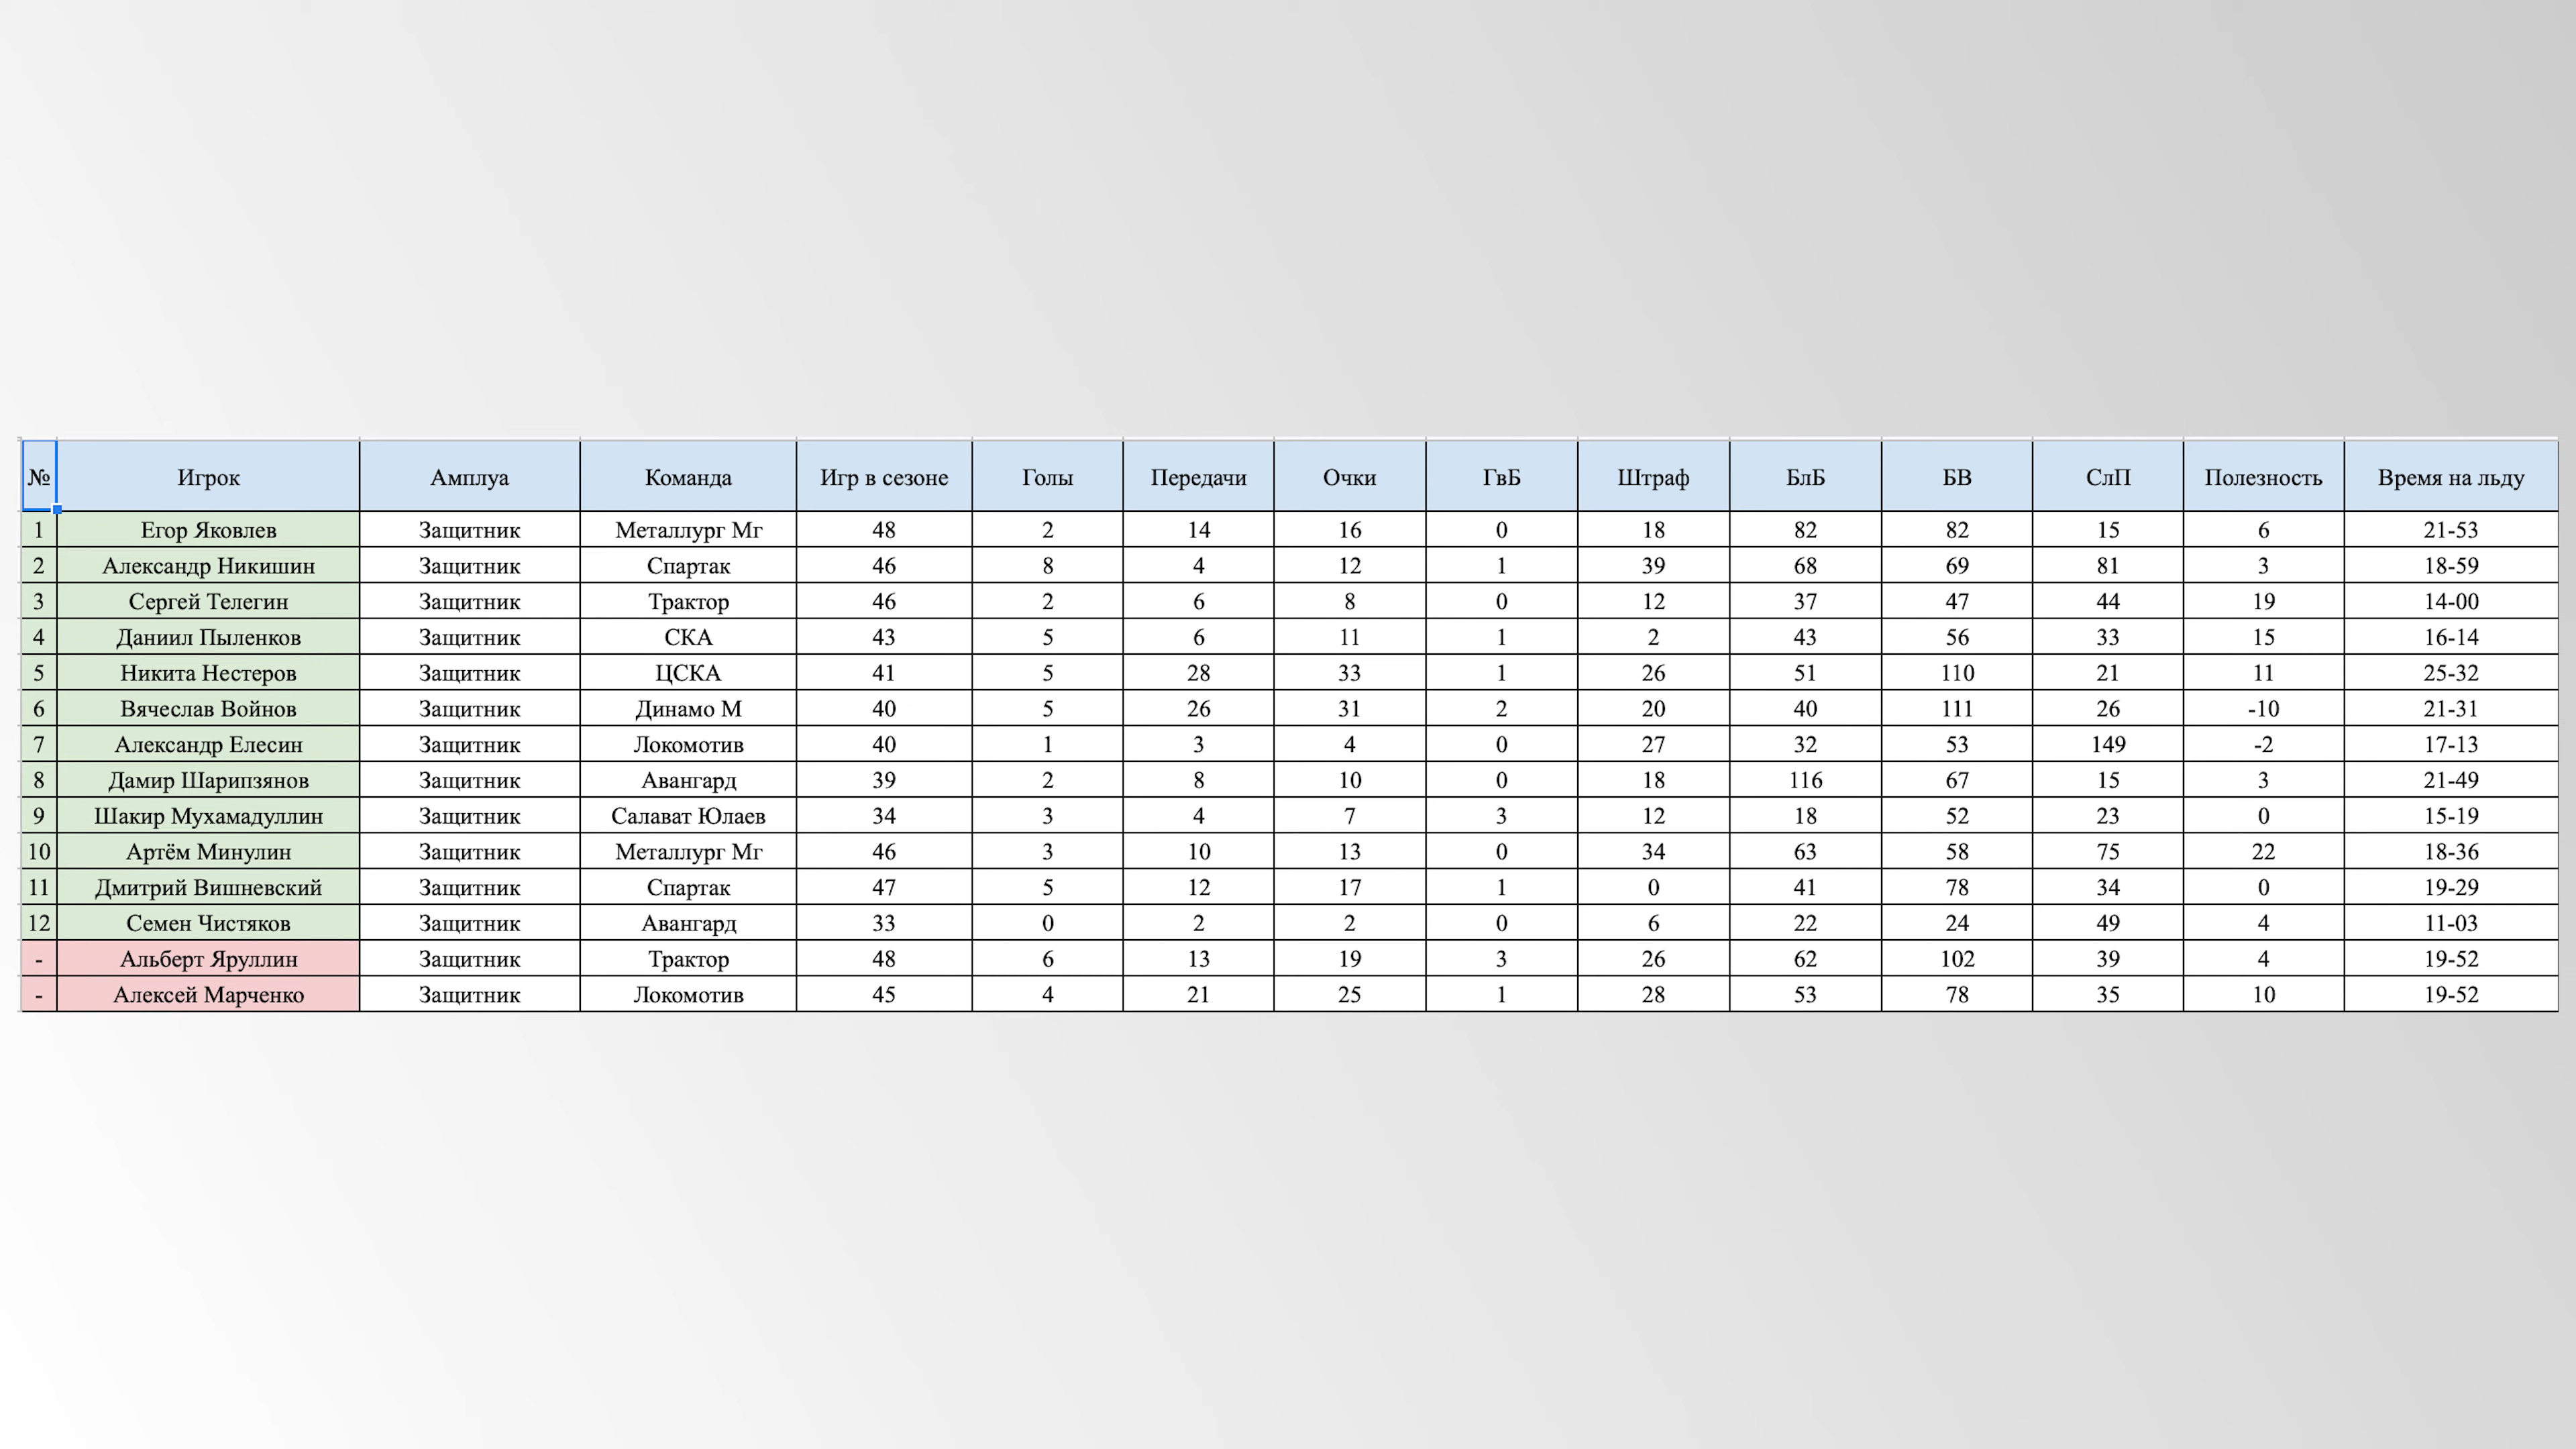 № Игрок Амплуа Команда Игр в сезоне Голы Передачи Очки ГвБ Штраф БлБ БВ СлП Полезность Время на льду
1 Егор Яковлев Защитник Металлург Мг 48 2 14 16 0 18 82 82 15 6 21-53
2 Александр Никишин Защитник Спартак 46 8 4 12 1 39 68 69 81 3 18-59
3 Сергей Телегин Защитник Трактор 46 2 6 8 0 12 37 47 44 19 14-00
4 Даниил Пыленков Защитник СКА 43 5 6 11 1 2 43 56 33 15 16-14
5 Никита Нестеров Защитник ЦСКА 41 5 28 33 1 26 51 110 21 11 25-32
6 Вячеслав Войнов Защитник Динамо М 40 5 26 31 2 20 40 111 26 -10 21-31
7 Александр Елесин Защитник Локомотив 40 1 3 4 0 27 32 53 149 -2 17-13
8 Дамир Шарипзянов Защитник Авангард 39 2 8 10 0 18 116 67 15 3 21-49
9 Шакир Мухамадуллин Защитник Салават Юлаев 34 3 4 7 3 12 18 52 23 0 15-19
10 Артём Минулин Защитник Металлург Мг 46 3 10 13 0 34 63 58 75 22 18-36
11 Дмитрий Вишневский Защитник Спартак 47 5 12 17 1 0 41 78 34 0 19-29
12 Семен Чистяков Защитник Авангард 33 0 2 2 0 6 22 24 49 4 11-03
- Альберт Яруллин Защитник Трактор 48 6 13 19 3 26 62 102 39 4 19-52
- Алексей Марченко Защитник Локомотив 45 4 21 25 1 28 53 78 35 10 19-52